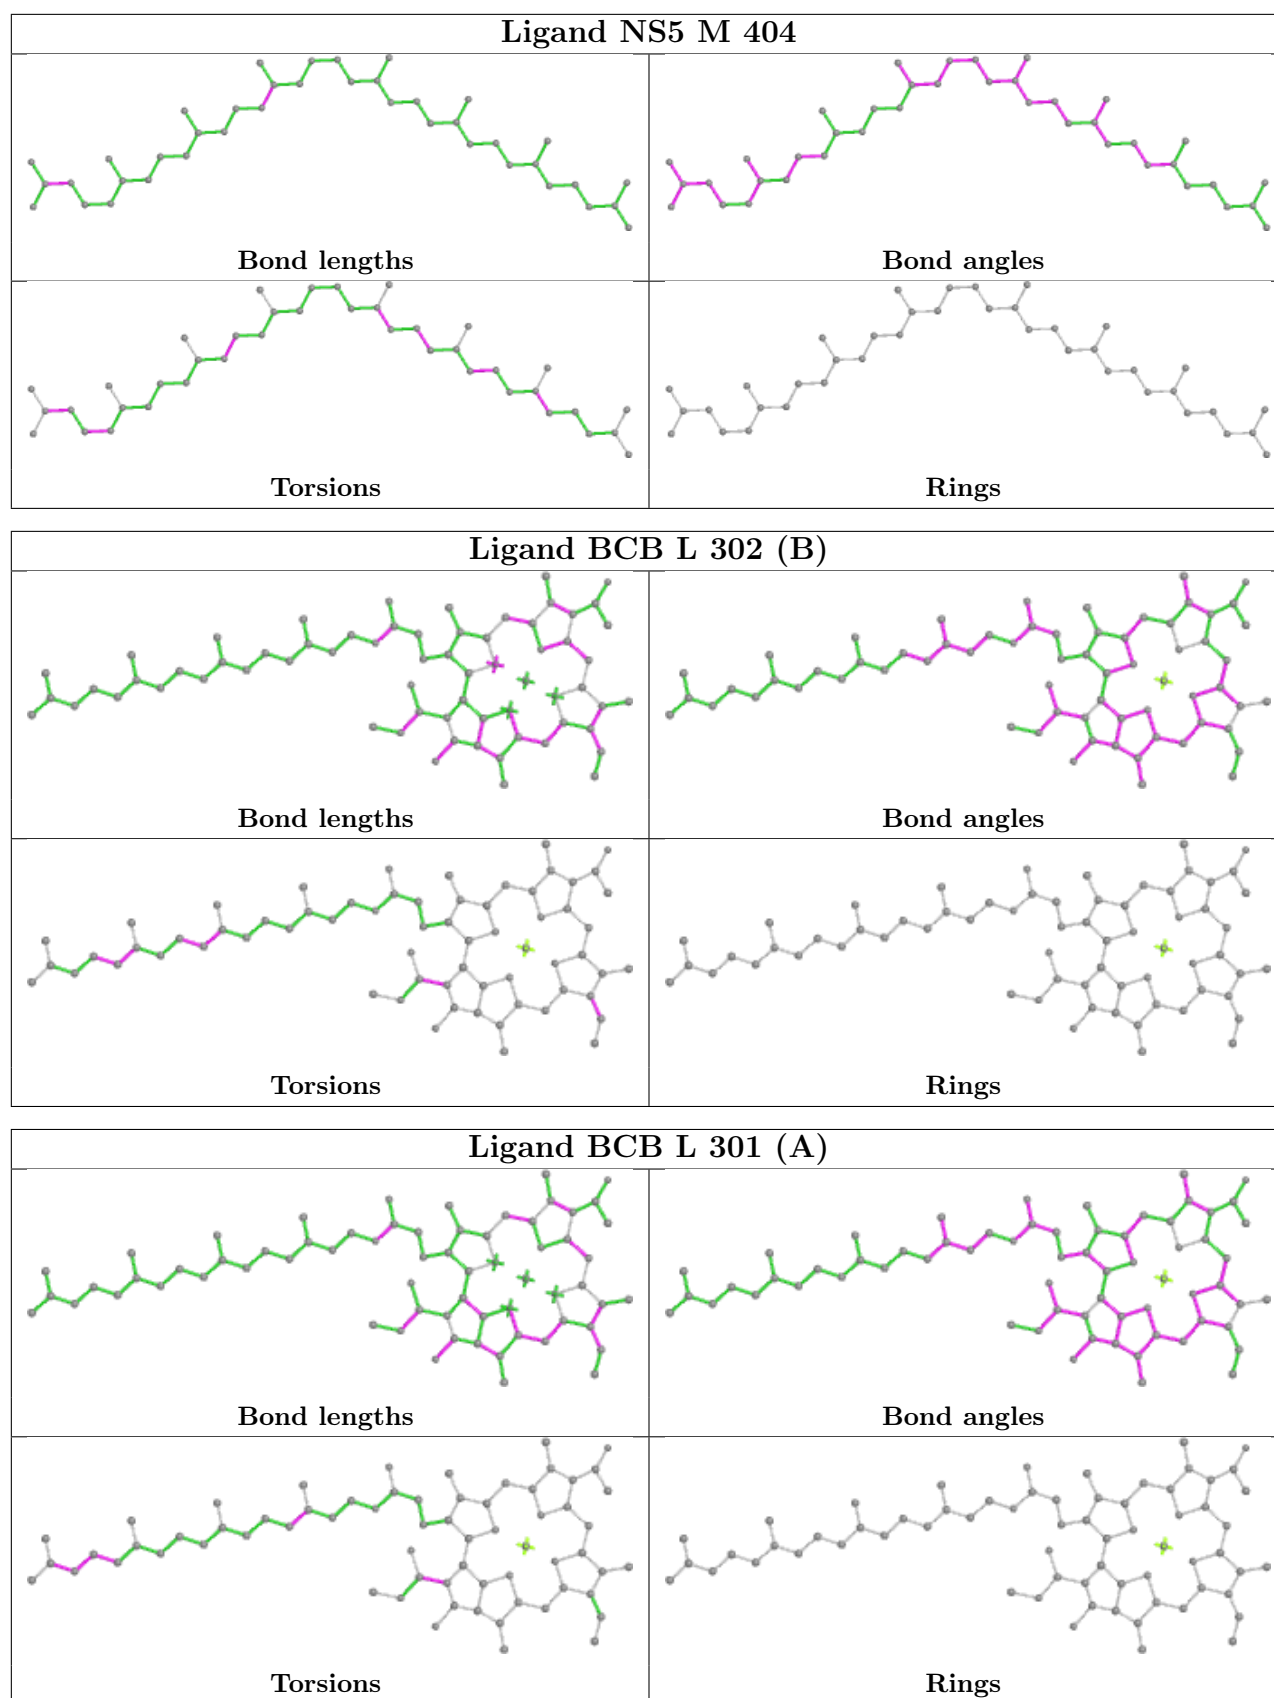 Ligand NS5 M 404
Bond lengths
Bond angles
Torsions
Rings
Ligand BCB L 302 (B)
Bond lengths
Bond angles
Torsions
Rings
Ligand BCB L 301 (A)
Bond lengths
Bond angles
Torsions
Rings